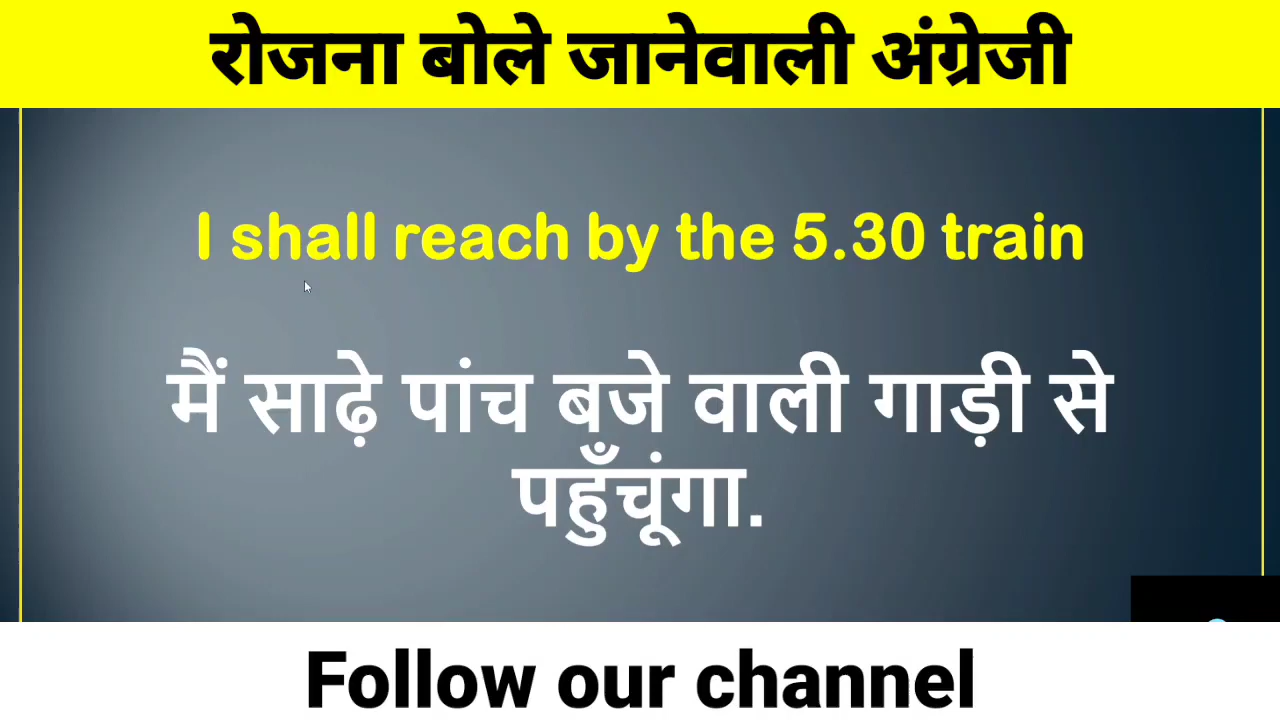 रोजना बोले जानेवाली अंग्रेजी
I shall reach by the 5.30 train
मैं साढ़े पांच बजे वाली गाड़ी से
पहुँचूंगा.
Follow our channel